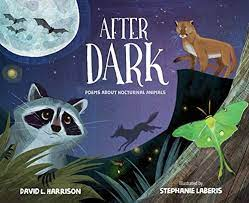 AFTER
DARK
POEMS ABOUT NOCTURNAL ANIMALS
DAVID L. HARRISON
Illustrated by
STEPHANIE LABERIS